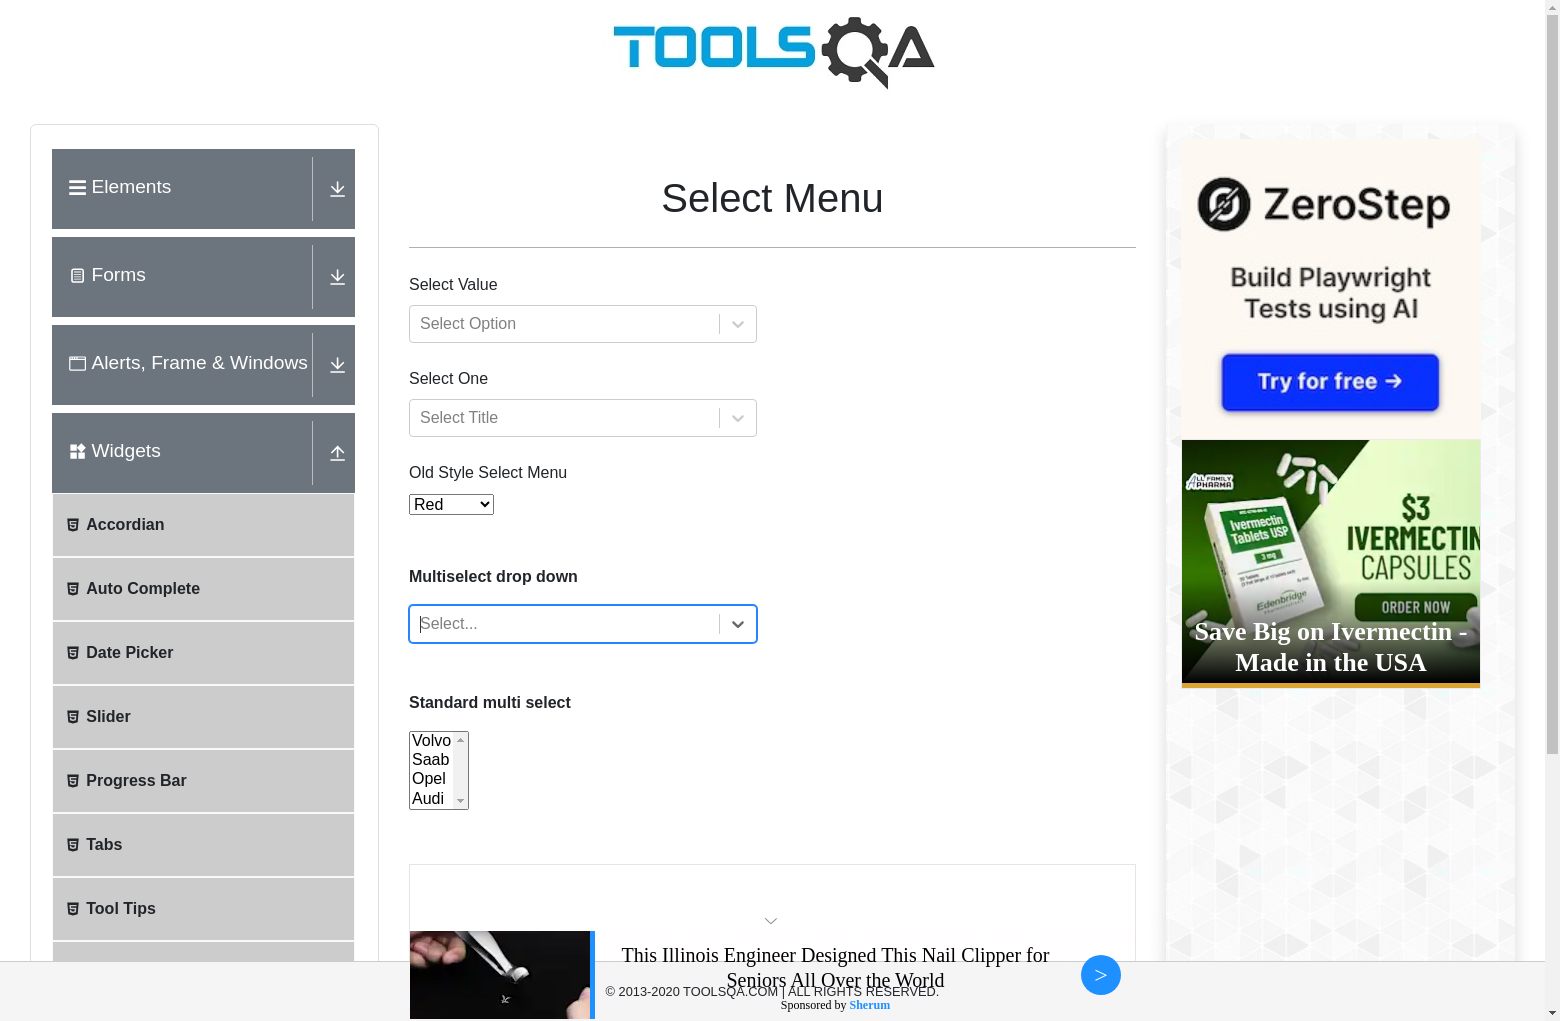 TOOLSQA
Elements
Forms
Alerts, Frame & Windows
Widgets
Accordian
Auto Complete
Date Picker
Slider
Progress Bar
Tabs
Tool Tips
Select Menu
Select Value
Select Option
Select One
Select Title
Old Style Select Menu
Red
Multiselect drop down
Select...
Standard multi select
Volvo
Saab
Opel
Audi
This Illinois Engineer Designed This Nail Clipper for
Seniors All Over the World
>
© 2013-2020 TOOLSQA.COM | ALL RIGHTS RESERVED.
Sponsored by Sherum
ZeroStep
Build Playwright
Tests using AI
Try for free →
ALL FAMILY
PHARMA
$3
IVERMECTIN
CAPSULES
Ivermectin
Tablets USP
3 mg
Edenbridge
ORDER NOW
Save Big on Ivermectin -
Made in the USA